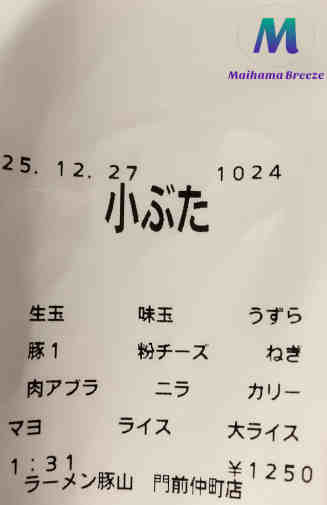 M
Maihama Breeze
25. 12. 27 1024
小ぶた
生玉 味玉 うずら
豚1 粉チーズ ねぎ
肉アブラ ニラ カリー
マヨ ライス 大ライス
1:31 ¥1250
ラーメン豚山 門前仲町店